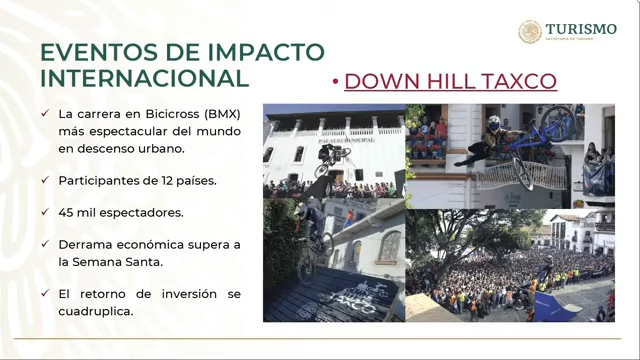 TURISMO
SECRETARÍA DE TURISMO
EVENTOS DE IMPACTO
INTERNACIONAL
• DOWN HILL TAXCO
✓ La carrera en Bicicross (BMX)
más espectacular del mundo
en descenso urbano.
✓ Participantes de 12 países.
✓ 45 mil espectadores.
✓ Derrama económica supera a
la Semana Santa.
✓ El retorno de inversión se
cuadruplica.
MUNICIPAL
TAXCO